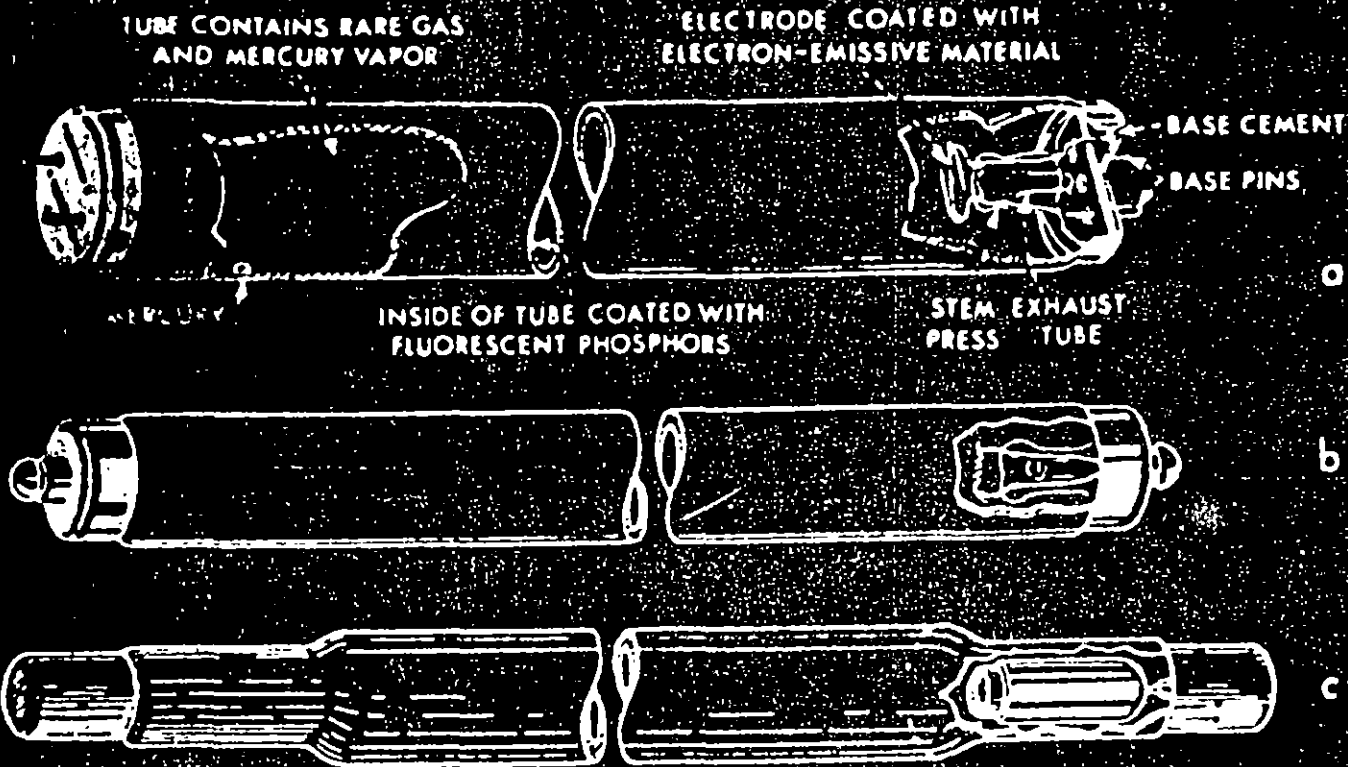 TUBE CONTAINS RARE GAS
AND MERCURY VAPOR
ELECTRODE COATED WITH
ELECTRON-EMISSIVE MATERIAL
BASE CEMENT
BASE PINS
a
MERCURY
INSIDE OF TUBE COATED WITH
FLUORESCENT PHOSPHORS
STEM EXHAUST
PRESS TUBE
b
c